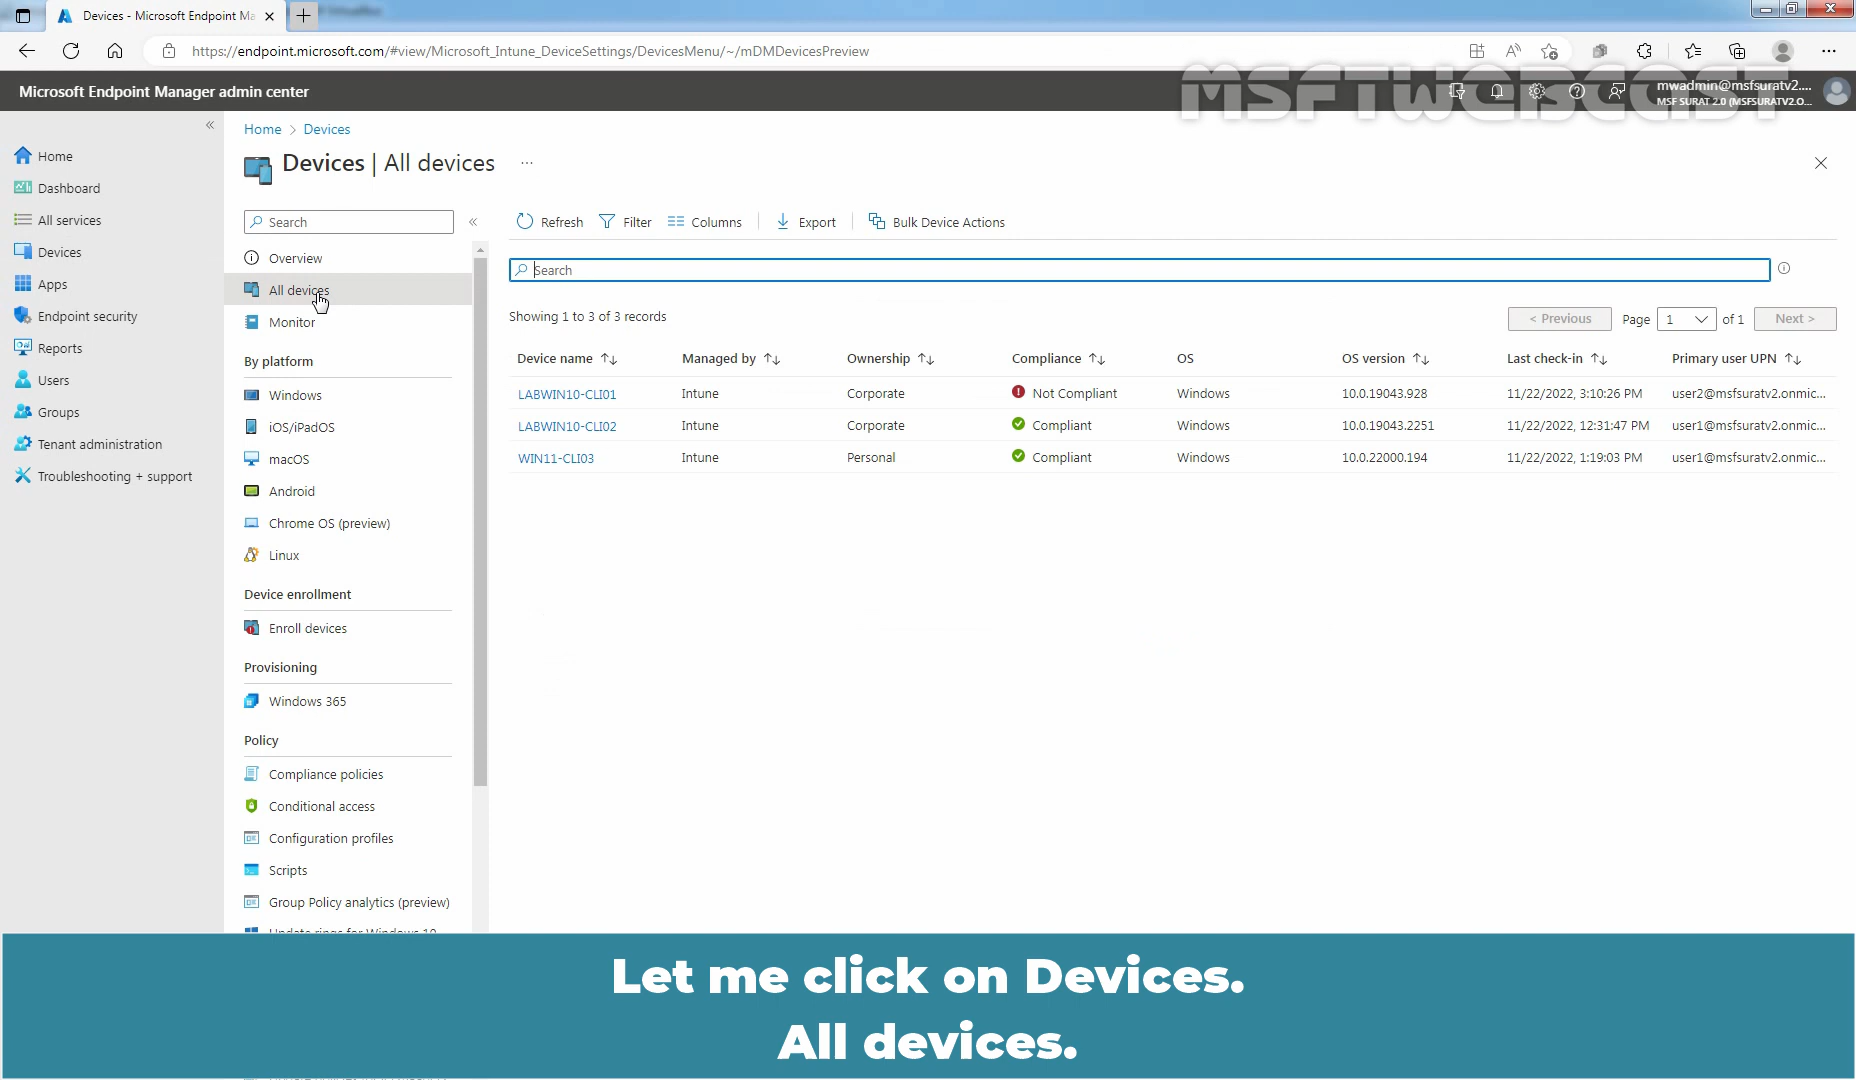 Devices - Microsoft Endpoint Ma
https://endpoint.microsoft.com/#view/Microsoft_Intune_DeviceSettings/DevicesMenu/~/mDMDevicesPreview
MSFTWEBCAST
Microsoft Endpoint Manager admin center
mwadmin@msfsuratv2....
MSF SURAT 2.0 (MSFSURATV2.O...
Home > Devices
Devices | All devices ...
Home
Dashboard
All services
Devices
Apps
Endpoint security
Reports
Users
Groups
Tenant administration
Troubleshooting + support
Search
Overview
All devices
Monitor
By platform
Windows
iOS/iPadOS
macOS
Android
Chrome OS (preview)
Linux
Device enrollment
Enroll devices
Provisioning
Windows 365
Policy
Compliance policies
Conditional access
Configuration profiles
Scripts
Group Policy analytics (preview)
Update rings for Windows 10
Refresh Filter Columns Export Bulk Device Actions
Search
Showing 1 to 3 of 3 records
< Previous Page 1 of 1 Next >
Device name Managed by Ownership Compliance OS OS version Last check-in Primary user UPN
LABWIN10-CLI01 Intune Corporate Not Compliant Windows 10.0.19043.928 11/22/2022, 3:10:26 PM user2@msfsuratv2.onmic...
LABWIN10-CLI02 Intune Corporate Compliant Windows 10.0.19043.2251 11/22/2022, 12:31:47 PM user1@msfsuratv2.onmic...
WIN11-CLI03 Intune Personal Compliant Windows 10.0.22000.194 11/22/2022, 1:19:03 PM user1@msfsuratv2.onmic...
Let me click on Devices.
All devices.